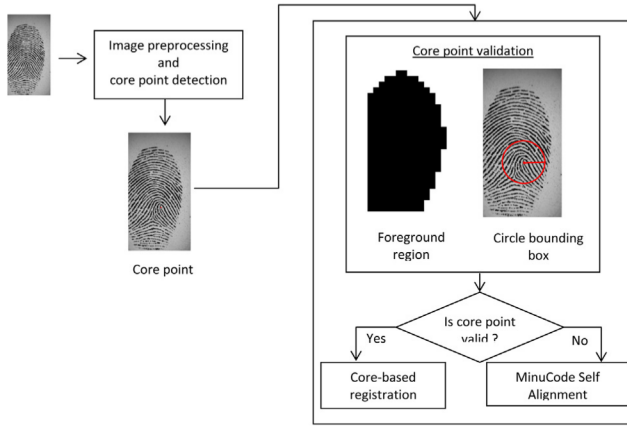 Image preprocessing
and
core point detection
Core point
Core point validation
Foreground
region
Circle bounding
box
Is core point
valid ?
Yes
No
Core-based
registration
MinuCode Self
Alignment